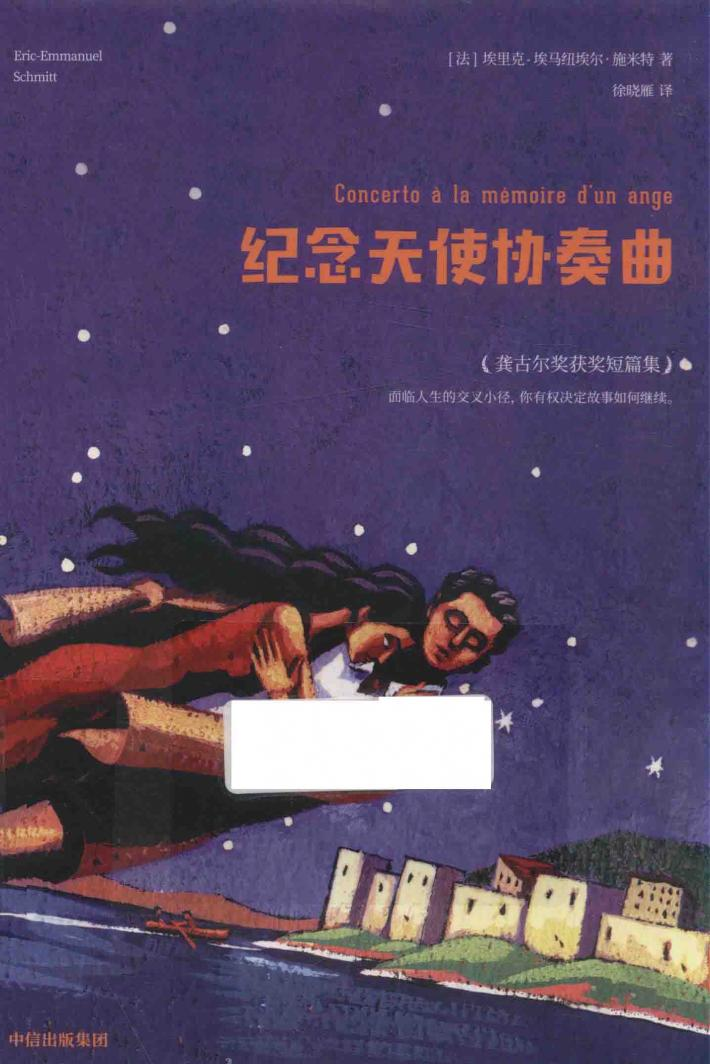 Eric-Emmanuel
Schmitt
[法]埃里克-埃马纽埃尔·施米特 著
徐晓雁 译
Concerto à la mémoire d'un ange
纪念天使协奏曲
《龚古尔奖获奖短篇集》
面临人生的交叉小径,你有权决定故事如何继续。
中信出版集团